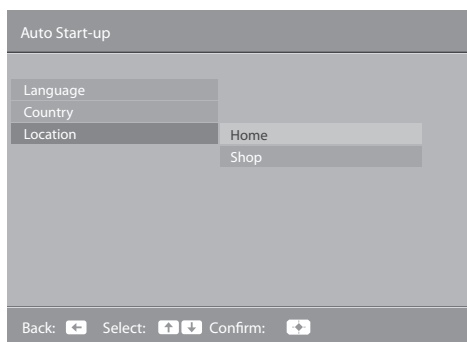 Auto Start-up
Language
Country
Location
Home
Shop
Back: Select: Confirm: